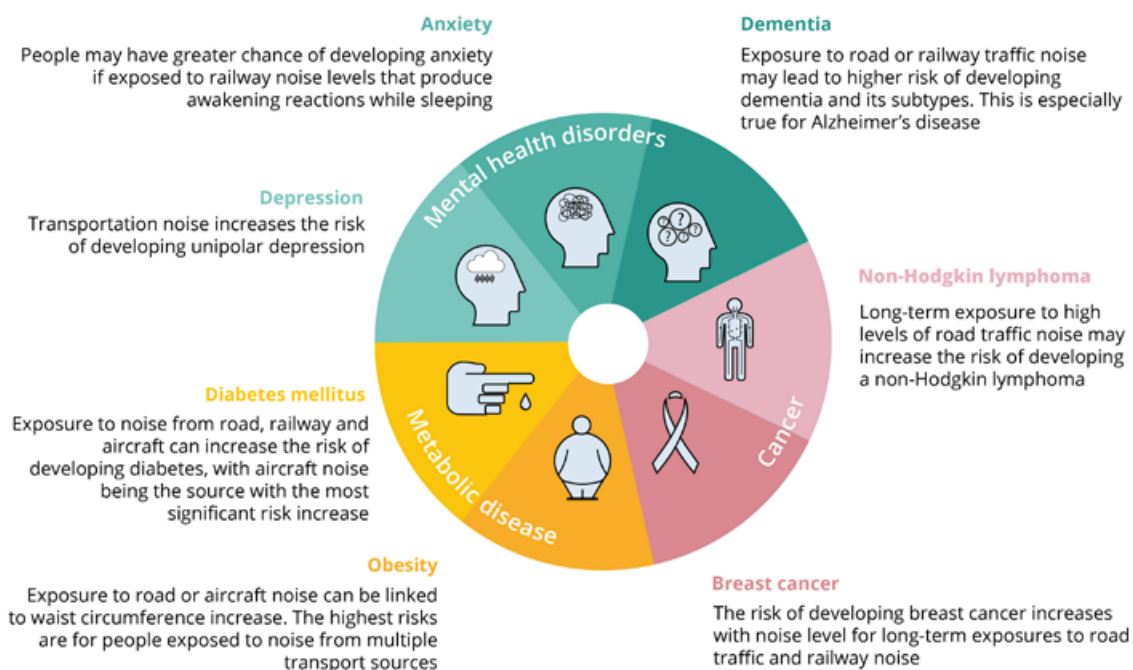 Anxiety
People may have greater chance of developing anxiety
if exposed to railway noise levels that produce
awakening reactions while sleeping
Dementia
Exposure to road or railway traffic noise
may lead to higher risk of developing
dementia and its subtypes. This is especially
true for Alzheimer's disease
Mental health disorders
Depression
Transportation noise increases the risk
of developing unipolar depression
? ? ? ? ?
Non-Hodgkin lymphoma
Long-term exposure to high
levels of road traffic noise may
increase the risk of developing
a non-Hodgkin lymphoma
Diabetes mellitus
Exposure to noise from road, railway and
aircraft can increase the risk of
developing diabetes, with aircraft noise
being the source with the most
significant risk increase
Metabolic disease
Cancer
Obesity
Exposure to road or aircraft noise can be linked
to waist circumference increase. The highest risks
are for people exposed to noise from multiple
transport sources
Breast cancer
The risk of developing breast cancer increases
with noise level for long-term exposures to road
traffic and railway noise